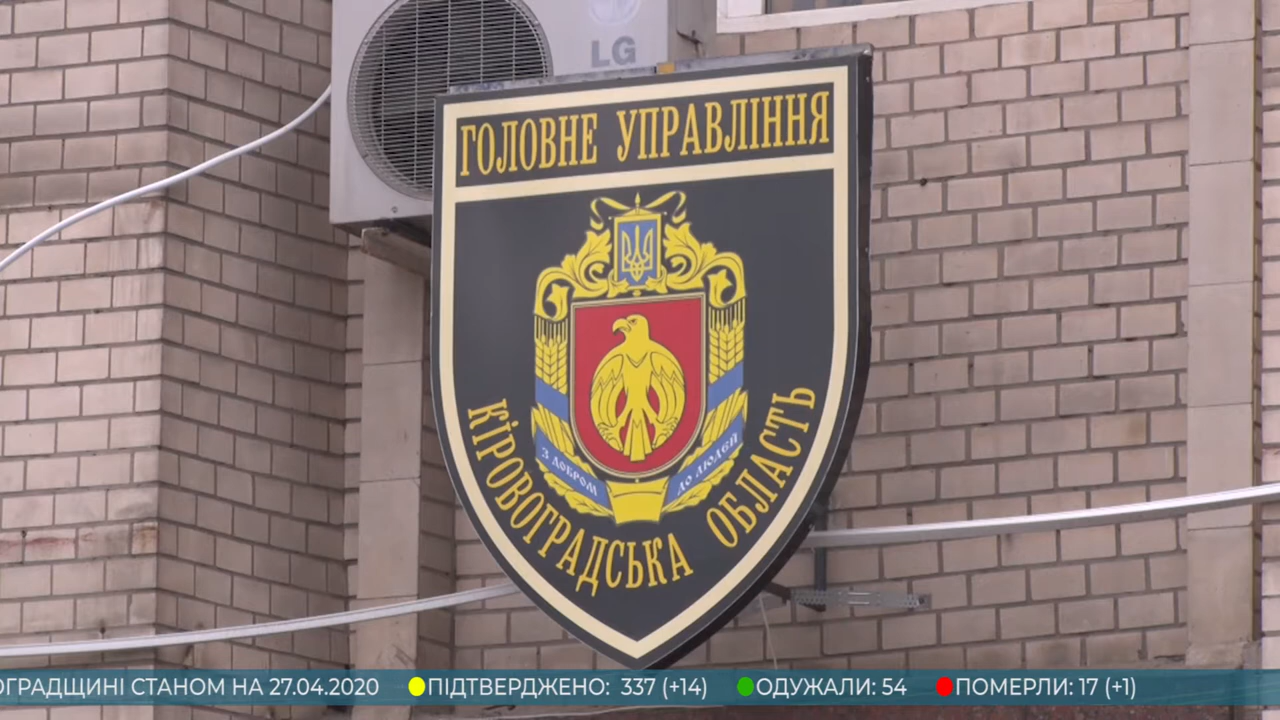 LG
ГОЛОВНЕ УПРАВЛІННЯ
З ДОБРОМ ДО ЛЮДЕЙ
КІРОВОГРАДСЬКА ОБЛАСТЬ
ОГРАДЩИНІ СТАНОМ НА 27.04.2020 ПІДТВЕРДЖЕНО: 337 (+14) ОДУЖАЛИ: 54 ПОМЕРЛИ: 17 (+1)